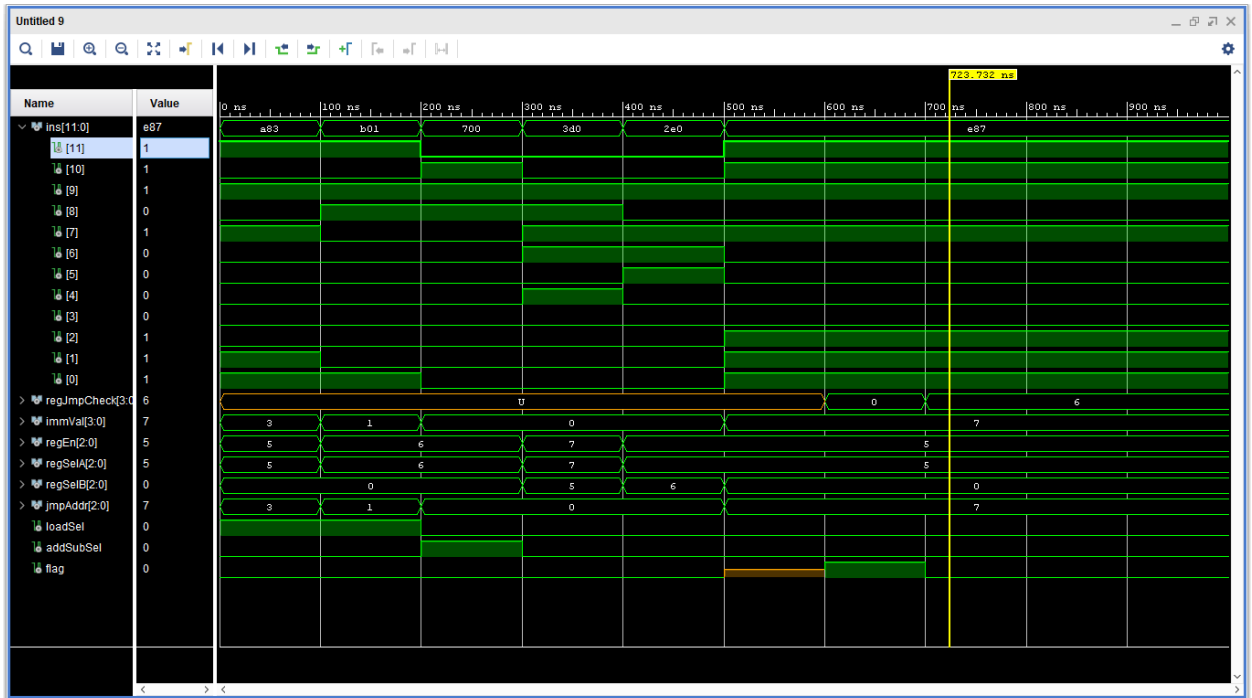 Untitled 9
723.732 ns
Name Value
0 ns 100 ns 200 ns 300 ns 400 ns 500 ns 600 ns 700 ns 800 ns 900 ns
ins[11:0] e87 a83 b01 700 3d0 2e0 e87
[11] 1
[10] 1
[9] 1
[8] 0
[7] 1
[6] 0
[5] 0
[4] 0
[3] 0
[2] 1
[1] 1
[0] 1
regJmpCheck[3:0 6 U 0 6
immVal[3:0] 7 3 1 0 7
regEn[2:0] 5 5 6 7 5
regSelA[2:0] 5 5 6 7 5
regSelB[2:0] 0 0 5 6 0
jmpAddr[2:0] 7 3 1 0 7
loadSel 0
addSubSel 0
flag 0